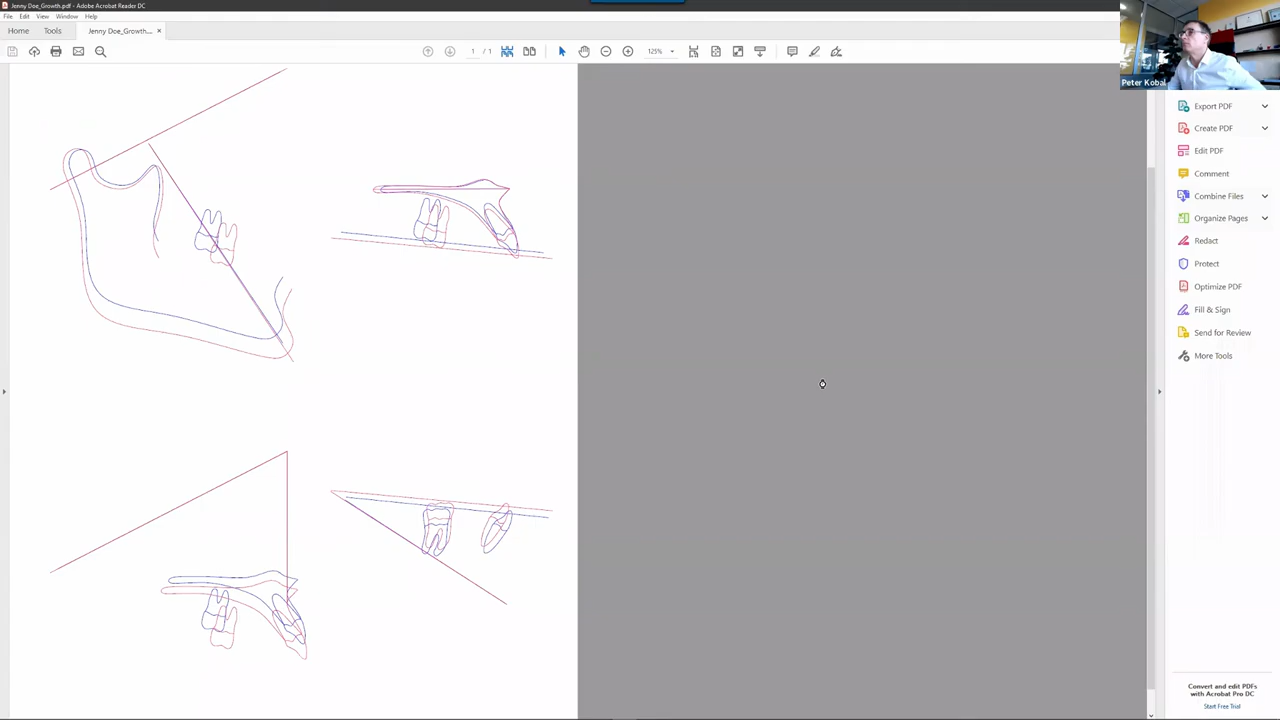 Jenny Doe_Growth.pdf - Adobe Acrobat Reader DC
File Edit View Window Help
Home Tools Jenny Doe_Growth.... ×
1 / 1 125%
Peter Kobal
Export PDF
Create PDF
Edit PDF
Comment
Combine Files
Organize Pages
Redact
Protect
Optimize PDF
Fill & Sign
Send for Review
More Tools
Convert and edit PDFs
with Acrobat Pro DC
Start Free Trial